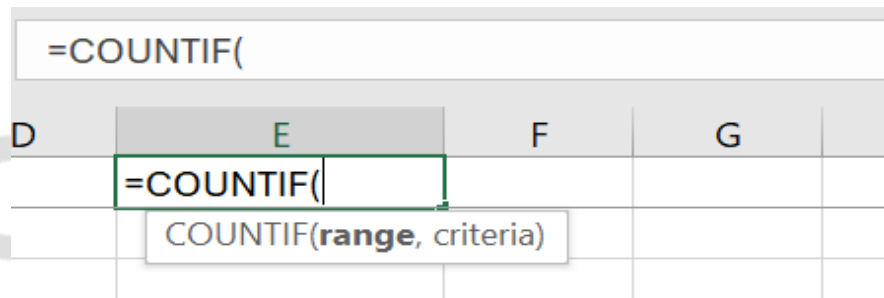 =COUNTIF(
D E F G
=COUNTIF(
COUNTIF(range, criteria)